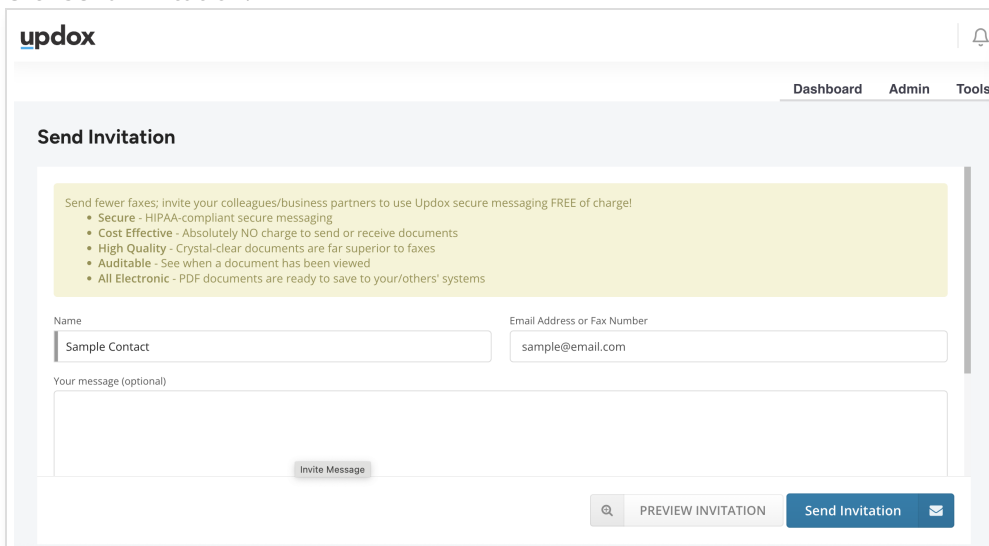 updox
Dashboard Admin Tools
Send Invitation
Send fewer faxes; invite your colleagues/business partners to use Updox secure messaging FREE of charge!
• Secure - HIPAA-compliant secure messaging
• Cost Effective - Absolutely NO charge to send or receive documents
• High Quality - Crystal-clear documents are far superior to faxes
• Auditable - See when a document has been viewed
• All Electronic - PDF documents are ready to save to your/others' systems
Name Email Address or Fax Number
Sample Contact sample@email.com
Your message (optional)
Invite Message
PREVIEW INVITATION Send Invitation